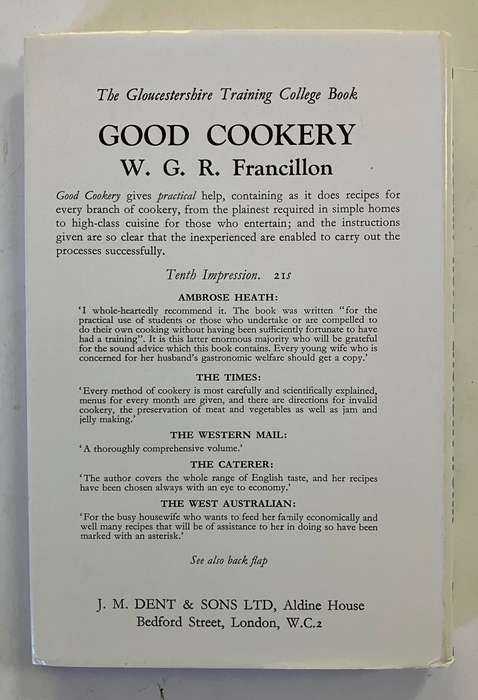 The Gloucestershire Training College Book
GOOD COOKERY
W. G. R. Francillon
Good Cookery gives practical help, containing as it does recipes for
every branch of cookery, from the plainest required in simple homes
to high-class cuisine for those who entertain; and the instructions
given are so clear that the inexperienced are enabled to carry out the
processes successfully.
Tenth Impression. 21s
AMBROSE HEATH:
'I whole-heartedly recommend it. The book was written "for the
practical use of students or those who undertake or are compelled to
do their own cooking without having been sufficiently fortunate to have
had a training". It is this latter enormous majority who will be grateful
for the sound advice which this book contains. Every young wife who is
concerned for her husband's gastronomic welfare should get a copy.'
THE TIMES:
'Every method of cookery is most carefully and scientifically explained,
menus for every month are given, and there are directions for invalid
cookery, the preservation of meat and vegetables as well as jam and
jelly making.'
THE WESTERN MAIL:
'A thoroughly comprehensive volume.'
THE CATERER:
'The author covers the whole range of English taste, and her recipes
have been chosen always with an eye to economy.'
THE WEST AUSTRALIAN:
'For the busy housewife who wants to feed her family economically and
well many recipes that will be of assistance to her in doing so have been
marked with an asterisk.'
See also back flap
J. M. DENT & SONS LTD, Aldine House
Bedford Street, London, W.C.2